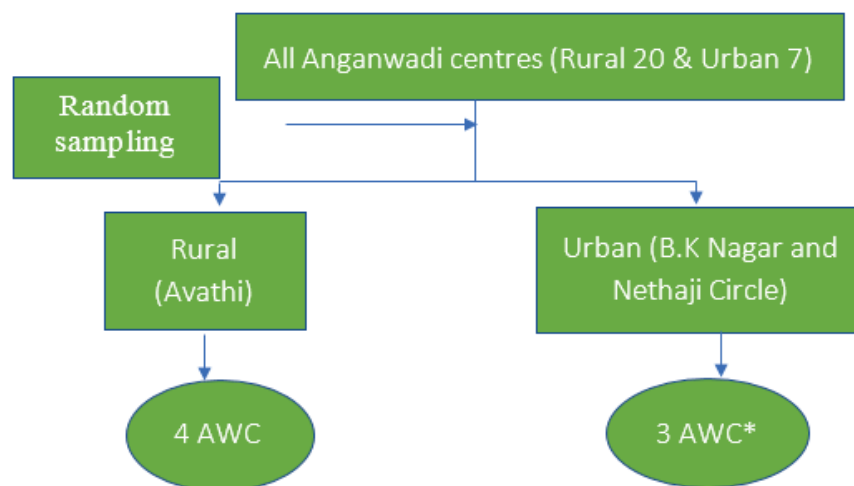 All Anganwadi centres (Rural 20 & Urban 7)
Random
sampling
Rural
(Avathi)
Urban (B.K Nagar and
Nethaji Circle)
4 AWC
3 AWC*